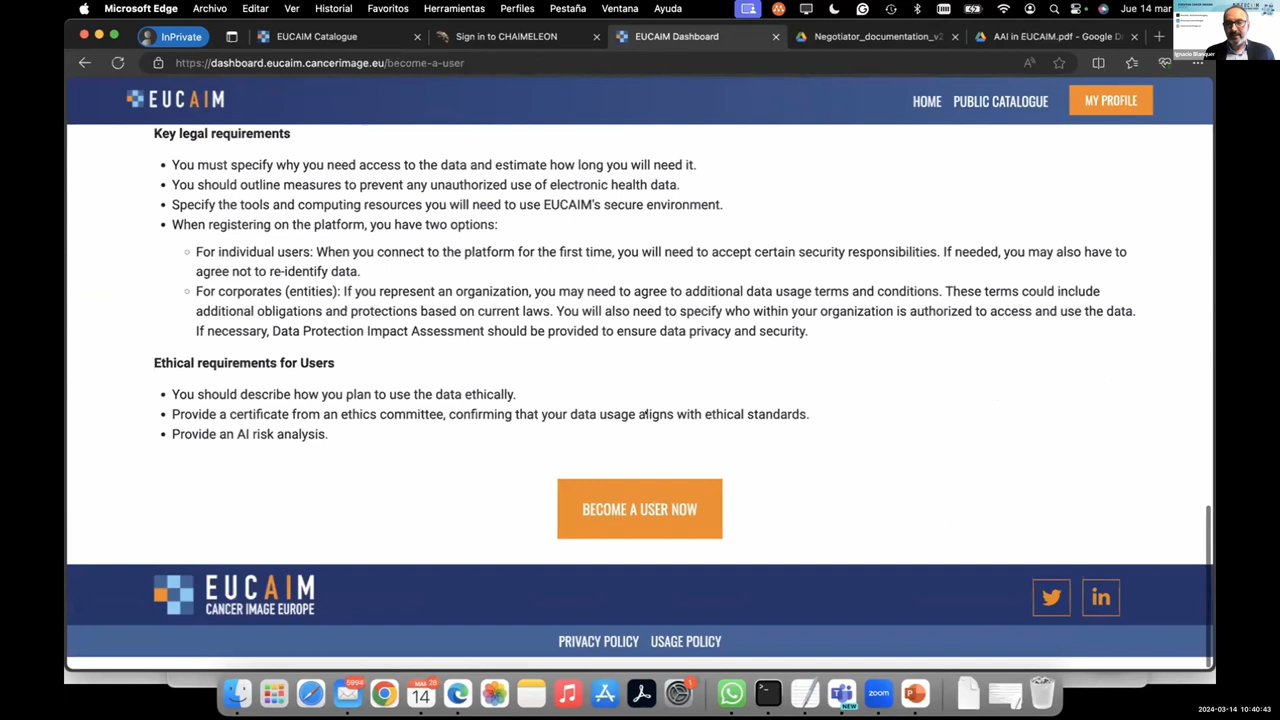 Microsoft Edge Archivo Editar Ver Historial Favoritos Herramientas Perfiles Pestaña Ventana Ayuda Jue 14 mar
InPrivate EUCAIM Catalogue CHAIMELEON EUCAIM Dashboard Negotiator_documentation_v2 AAI in EUCAIM.pdf - Google D
Ignacio Blanquer
https://dashboard.eucaim.cancerimage.eu/become-a-user
EUCAIM HOME PUBLIC CATALOGUE MY PROFILE
Key legal requirements
• You must specify why you need access to the data and estimate how long you will need it.
• You should outline measures to prevent any unauthorized use of electronic health data.
• Specify the tools and computing resources you will need to use EUCAIM's secure environment.
• When registering on the platform, you have two options:
◦ For individual users: When you connect to the platform for the first time, you will need to accept certain security responsibilities. If needed, you may also have to
agree not to re-identify data.
◦ For corporates (entities): If you represent an organization, you may need to agree to additional data usage terms and conditions. These terms could include
additional obligations and protections based on current laws. You will also need to specify who within your organization is authorized to access and use the data.
If necessary, Data Protection Impact Assessment should be provided to ensure data privacy and security.
Ethical requirements for Users
• You should describe how you plan to use the data ethically.
• Provide a certificate from an ethics committee, confirming that your data usage aligns with ethical standards.
• Provide an AI risk analysis.
BECOME A USER NOW
EUCAIM
CANCER IMAGE EUROPE
in
PRIVACY POLICY USAGE POLICY
5994
MAR 28
14
1
NEW
zoom
2024-03-14 10:40:43